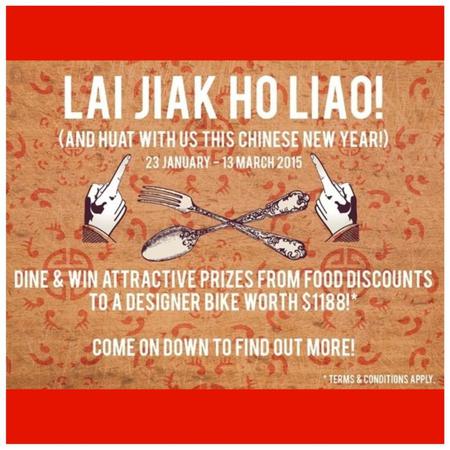 LAI JIAK HO LIAO!
(AND HUAT WITH US THIS CHINESE NEW YEAR!)
23 JANUARY – 13 MARCH 2015
DINE & WIN ATTRACTIVE PRIZES FROM FOOD DISCOUNTS
TO A DESIGNER BIKE WORTH $1188!*
COME ON DOWN TO FIND OUT MORE!
* TERMS & CONDITIONS APPLY.